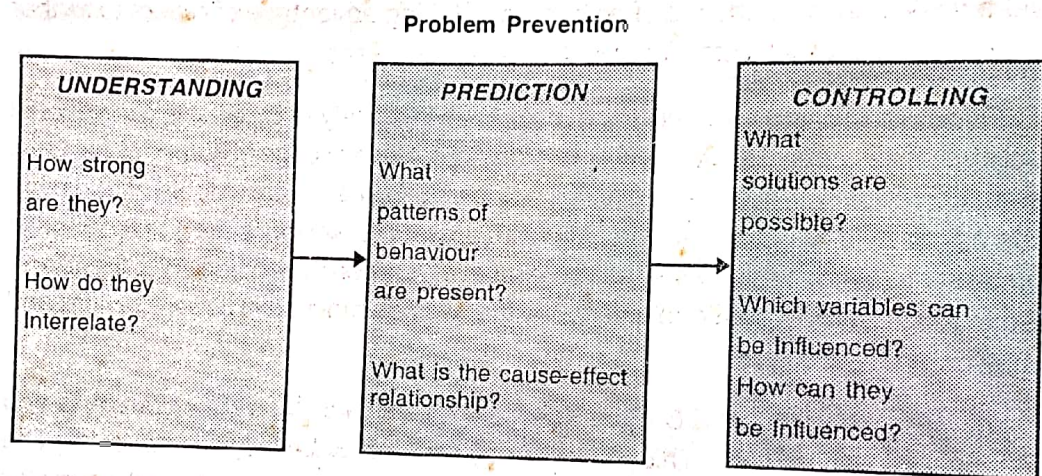 Problem Prevention
UNDERSTANDING
How strong
are they?
How do they
Interrelate?
PREDICTION
What
patterns of
behaviour
are present?
What is the cause-effect
relationship?
CONTROLLING
What
solutions are
possible?
Which variables can
be Influenced?
How can they
be Influenced?